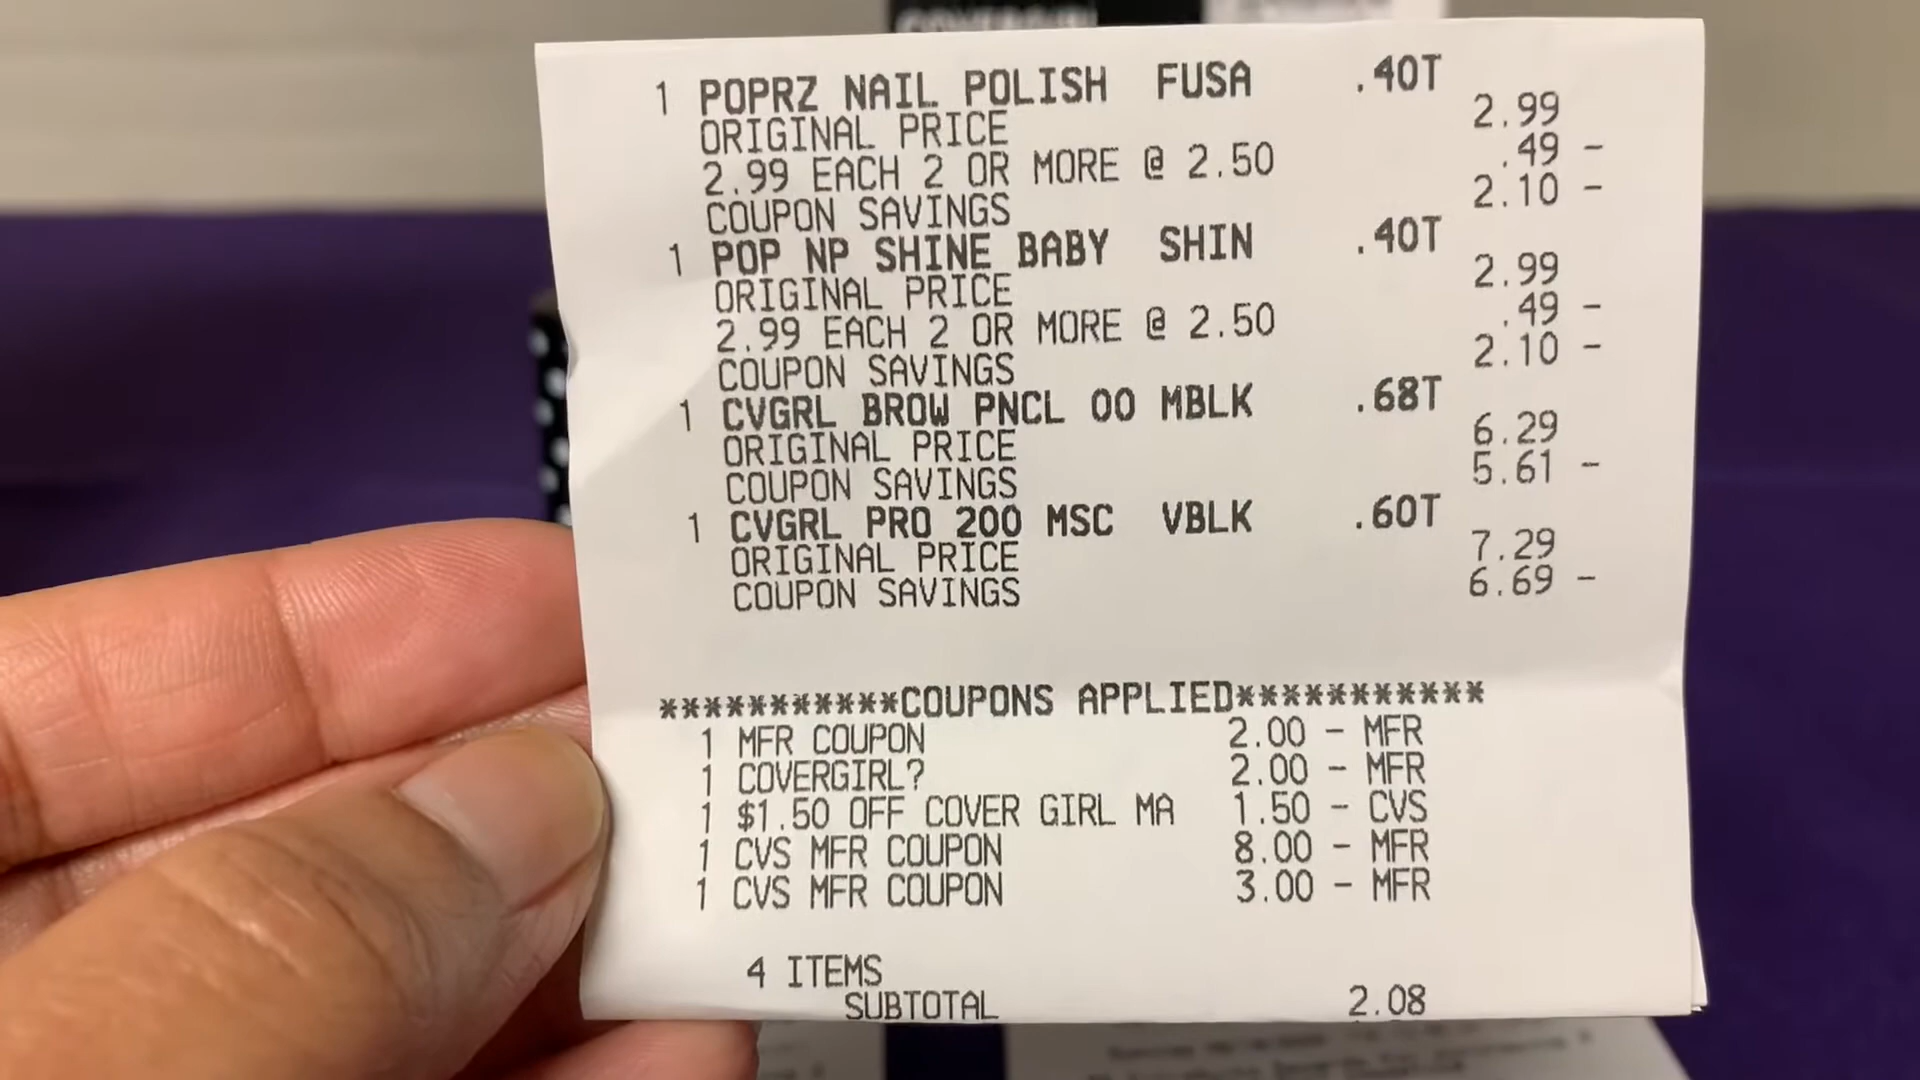 1 POPRZ NAIL POLISH FUSA .40T
ORIGINAL PRICE 2.99
2.99 EACH 2 OR MORE @ 2.50 .49 -
COUPON SAVINGS 2.10 -
1 POP NP SHINE BABY SHIN .40T
ORIGINAL PRICE 2.99
2.99 EACH 2 OR MORE @ 2.50 .49 -
COUPON SAVINGS 2.10 -
1 CVGRL BROW PNCL 00 MBLK .68T
ORIGINAL PRICE 6.29
COUPON SAVINGS 5.61 -
1 CVGRL PRO 200 MSC VBLK .60T
ORIGINAL PRICE 7.29
COUPON SAVINGS 6.69 -
***********COUPONS APPLIED***********
1 MFR COUPON 2.00 - MFR
1 COVERGIRL? 2.00 - MFR
1 $1.50 OFF COVER GIRL MA 1.50 - CVS
1 CVS MFR COUPON 8.00 - MFR
1 CVS MFR COUPON 3.00 - MFR
4 ITEMS
SUBTOTAL 2.08